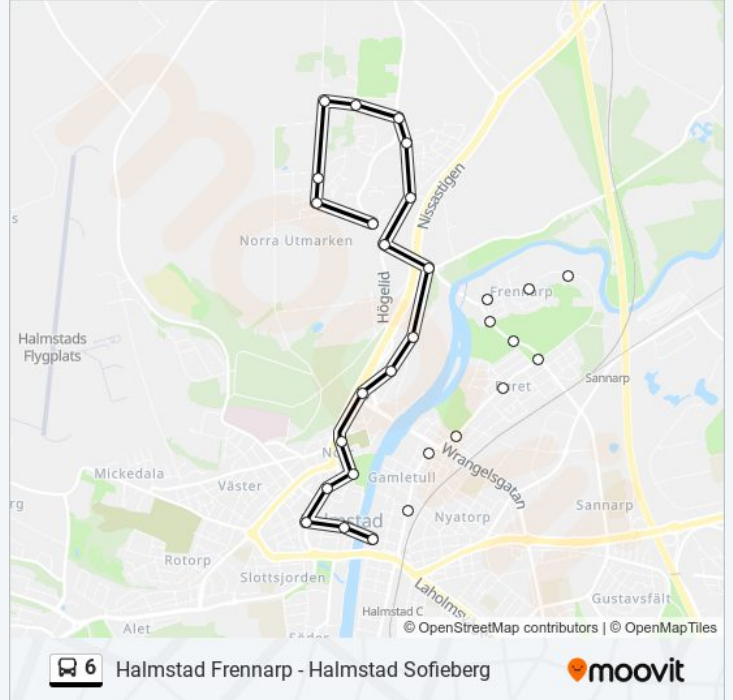 Nissastigen
s
Norra Utmarken
Högelid
Frennarp
Halmstads
Flygplats
Sannarp
Mickedala
Väster
Gamletull
Wrangelsgatan
rg
Nyatorp
Sannarp
Rotorp
Slottsjorden
Laholms
Gustavsfält
Halmstad C
Alet
© OpenStreetMap contributors | © OpenMapTiles
6 Halmstad Frennarp - Halmstad Sofieberg
moovit